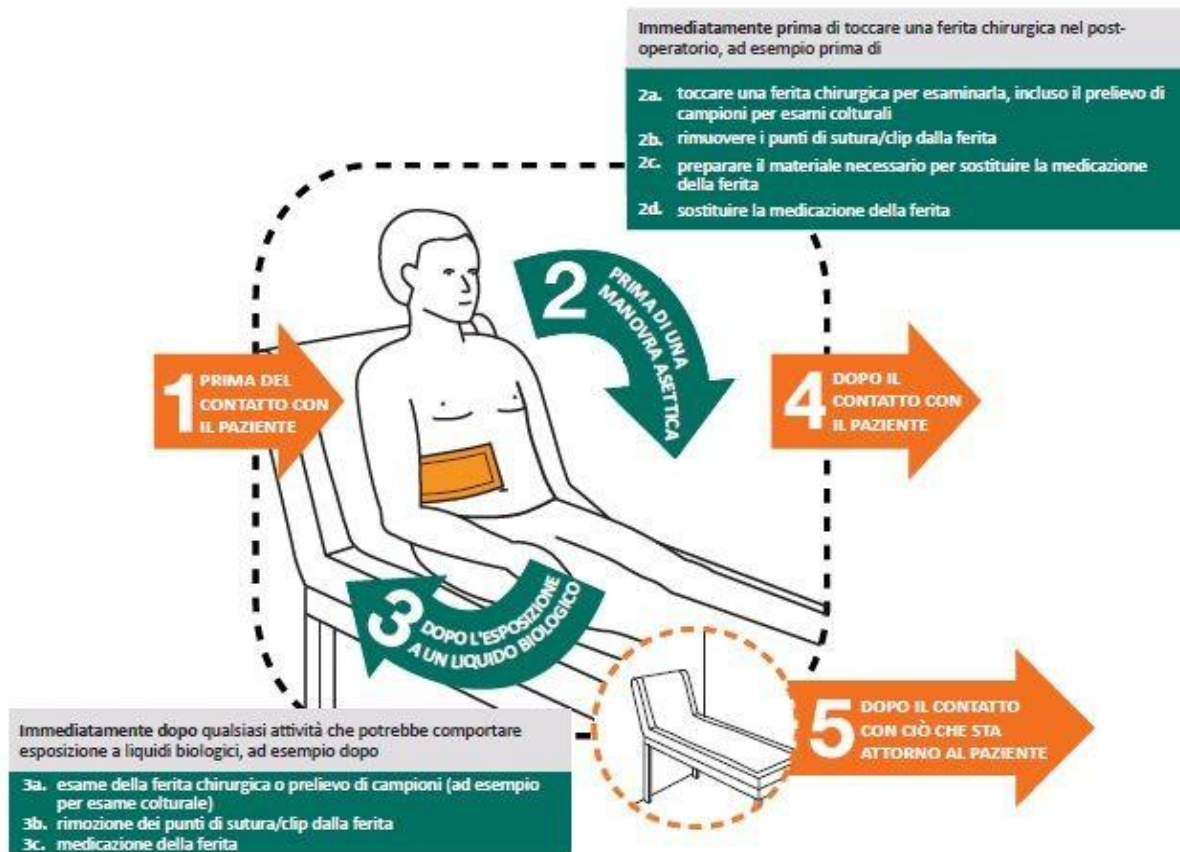 Immediatamente prima di toccare una ferita chirurgica nel post-
operatorio, ad esempio prima di
2a. toccare una ferita chirurgica per esaminarla, incluso il prelievo di
campioni per esami colturali
2b. rimuovere i punti di sutura/clip dalla ferita
2c. preparare il materiale necessario per sostituire la medicazione
della ferita
2d. sostituire la medicazione della ferita
1 PRIMA DEL
CONTATTO CON
IL PAZIENTE
2 PRIMA DI UNA
MANOVRA ASETTICA
3 DOPO L'ESPOSIZIONE
A UN LIQUIDO BIOLOGICO
4 DOPO IL
CONTATTO CON
IL PAZIENTE
5 DOPO IL CONTATTO
CON CIÒ CHE STA
ATTORNO AL PAZIENTE
Immediatamente dopo qualsiasi attività che potrebbe comportare
esposizione a liquidi biologici, ad esempio dopo
3a. esame della ferita chirurgica o prelievo di campioni (ad esempio
per esame colturale)
3b. rimozione dei punti di sutura/clip dalla ferita
3c. medicazione della ferita